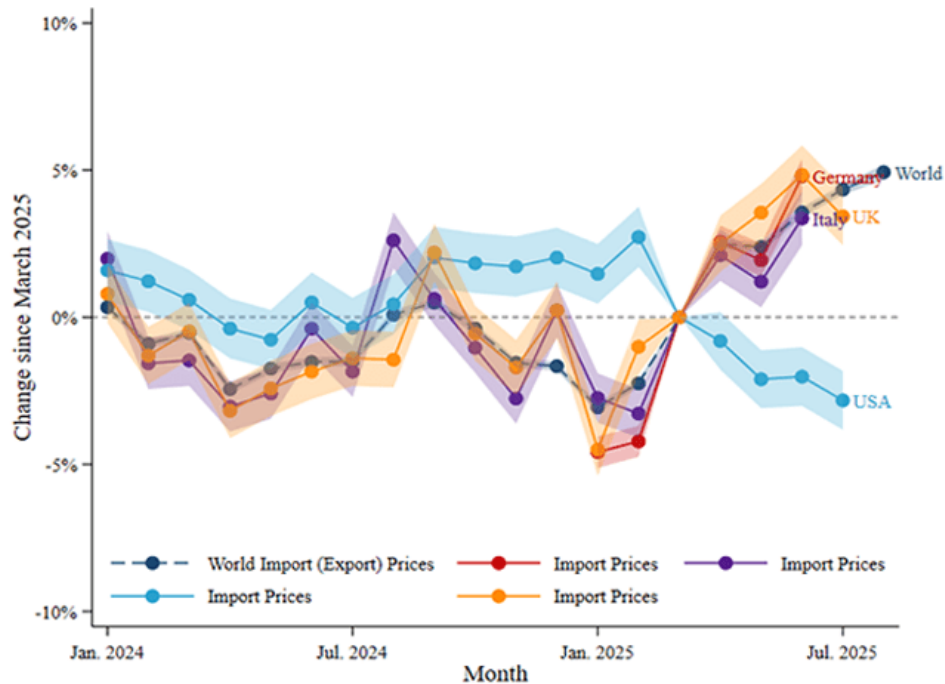 10%
5%
0%
-5%
-10%
Change since March 2025
Germany
World
Italy
UK
USA
World Import (Export) Prices
Import Prices
Import Prices
Import Prices
Import Prices
Jan. 2024
Jul. 2024
Jan. 2025
Jul. 2025
Month